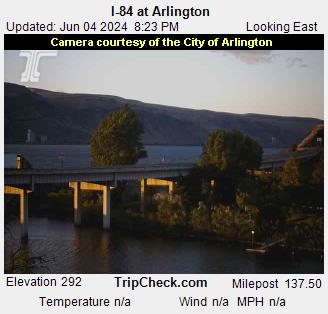 I-84 at Arlington
Updated: Jun 04 2024 8:23 PM Looking East
Camera courtesy of the City of Arlington
Elevation 292 TripCheck.com Milepost 137.50
Temperature n/a Wind n/a MPH n/a